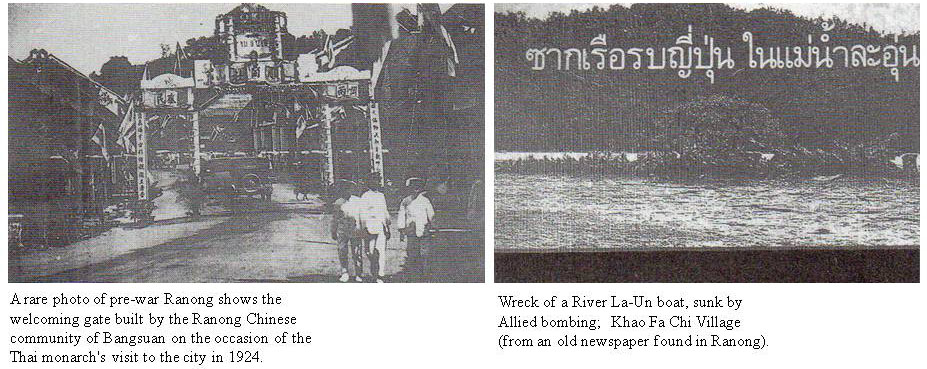 ซากเรือรบญี่ปุ่น ในแม่น้ำละอุ่น
A rare photo of pre-war Ranong shows the
welcoming gate built by the Ranong Chinese
community of Bangsuan on the occasion of the
Thai monarch's visit to the city in 1924.
Wreck of a River La-Un boat, sunk by
Allied bombing; Khao Fa Chi Village
(from an old newspaper found in Ranong).